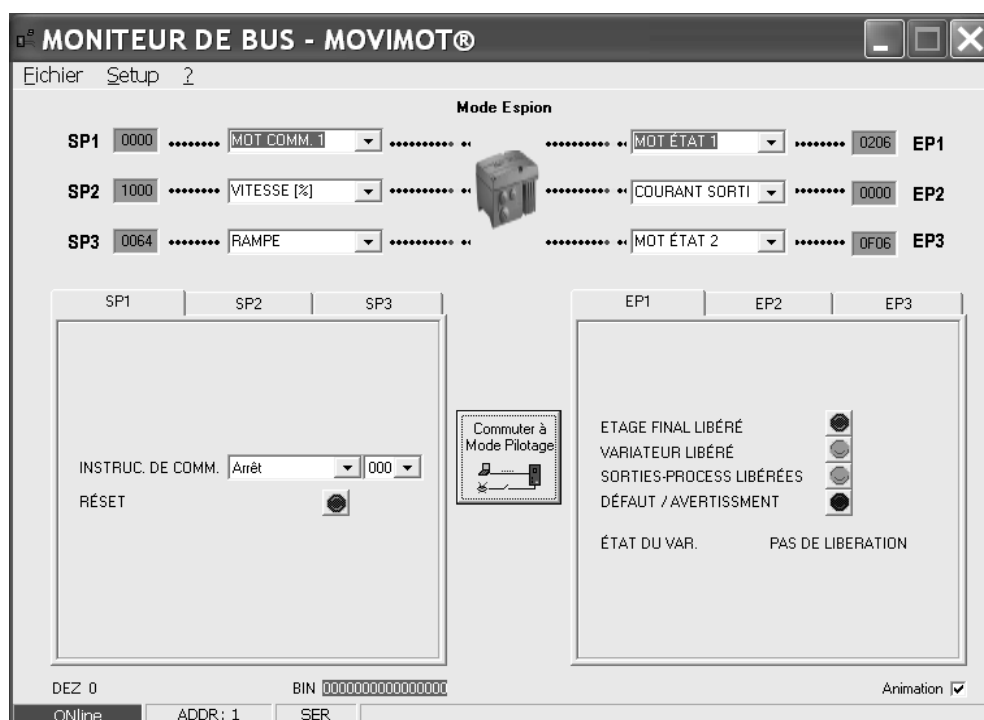 MONITEUR DE BUS - MOVIMOT®
Fichier Setup ?
Mode Espion
SP1 0000 MOT COMM. 1 MOT ÉTAT 1 0206 EP1
SP2 1000 VITESSE [%] COURANT SORTI 0000 EP2
SP3 0064 RAMPE MOT ÉTAT 2 0F06 EP3
SP1 SP2 SP3
EP1 EP2 EP3
INSTRUC. DE COMM. Arrêt 000
RÉSET
Commuter à
Mode Pilotage
ETAGE FINAL LIBÉRÉ
VARIATEUR LIBÉRÉ
SORTIES-PROCESS LIBÉRÉES
DÉFAUT / AVERTISSMENT
ÉTAT DU VAR. PAS DE LIBERATION
DEZ 0 BIN 0000000000000000 Animation
ONline ADDR: 1 SER